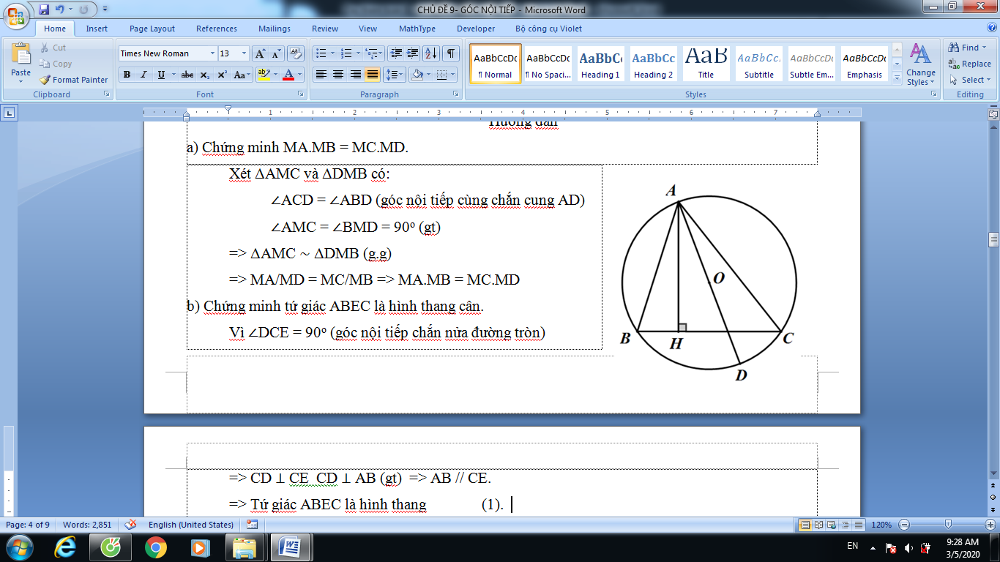 CHỦ ĐỀ 9- GÓC NỘI TIẾP - Microsoft Word
Home Insert Page Layout References Mailings Review View MathType Developer Bộ công cụ Violet
Paste
Cut
Copy
Format Painter
Clipboard
Times New Roman 13
Font
Paragraph
AaBbCcDc AaBbCcDc AaBbC AaBbCc AaB AaBbCc. AaBbCcDc AaBbCcDc
¶ Normal ¶ No Spaci... Heading 1 Heading 2 Title Subtitle Subtle Em... Emphasis
Change Styles
Styles
Find
Replace
Select
Editing
1 2 3 4 5 6 7
Hướng dẫn
a) Chứng minh MA.MB = MC.MD.
Xét ΔAMC và ΔDMB có:
∠ACD = ∠ABD (góc nội tiếp cùng chắn cung AD)
∠AMC = ∠BMD = 90º (gt)
=> ΔAMC ~ ΔDMB (g.g)
=> MA/MD = MC/MB => MA.MB = MC.MD
b) Chứng minh tứ giác ABEC là hình thang cân.
Vì ∠DCE = 90º (góc nội tiếp chắn nửa đường tròn)
A
O
B
H
C
D
=> CD ⊥ CE CD ⊥ AB (gt) => AB // CE.
=> Tứ giác ABEC là hình thang (1).
Page: 4 of 9 Words: 2,851 English (United States) 120%
EN
9:28 AM
3/5/2020